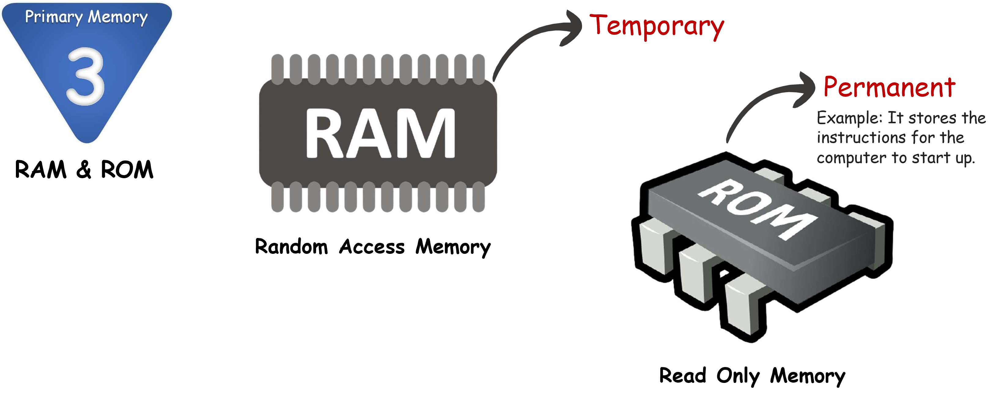 Primary Memory
3
RAM & ROM
RAM
Random Access Memory
Temporary
Permanent
Example: It stores the
instructions for the
computer to start up.
ROM
Read Only Memory